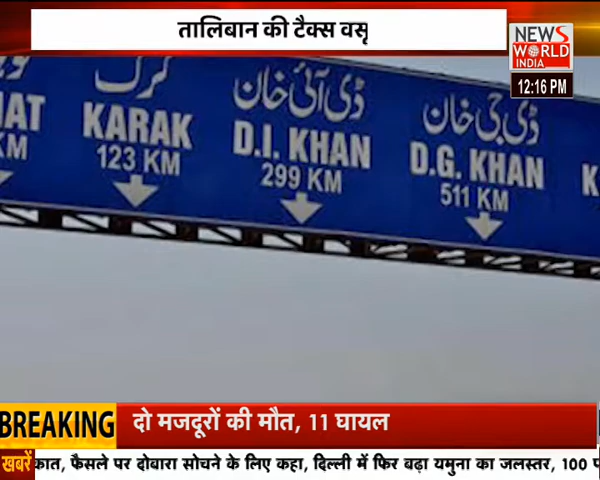 तालिबान की टैक्स वसू
NEWS
WORLD
INDIA
12:16 PM
کرک
ڈی آئی خان
ڈی جی خان
KARAK
D.I. KHAN
D.G. KHAN
123 KM
299 KM
511 KM
KM
BREAKING
दो मजदूरों की मौत, 11 घायल
खबरें
कात, फैसले पर दोबारा सोचने के लिए कहा, दिल्ली में फिर बढ़ा यमुना का जलस्तर, 100